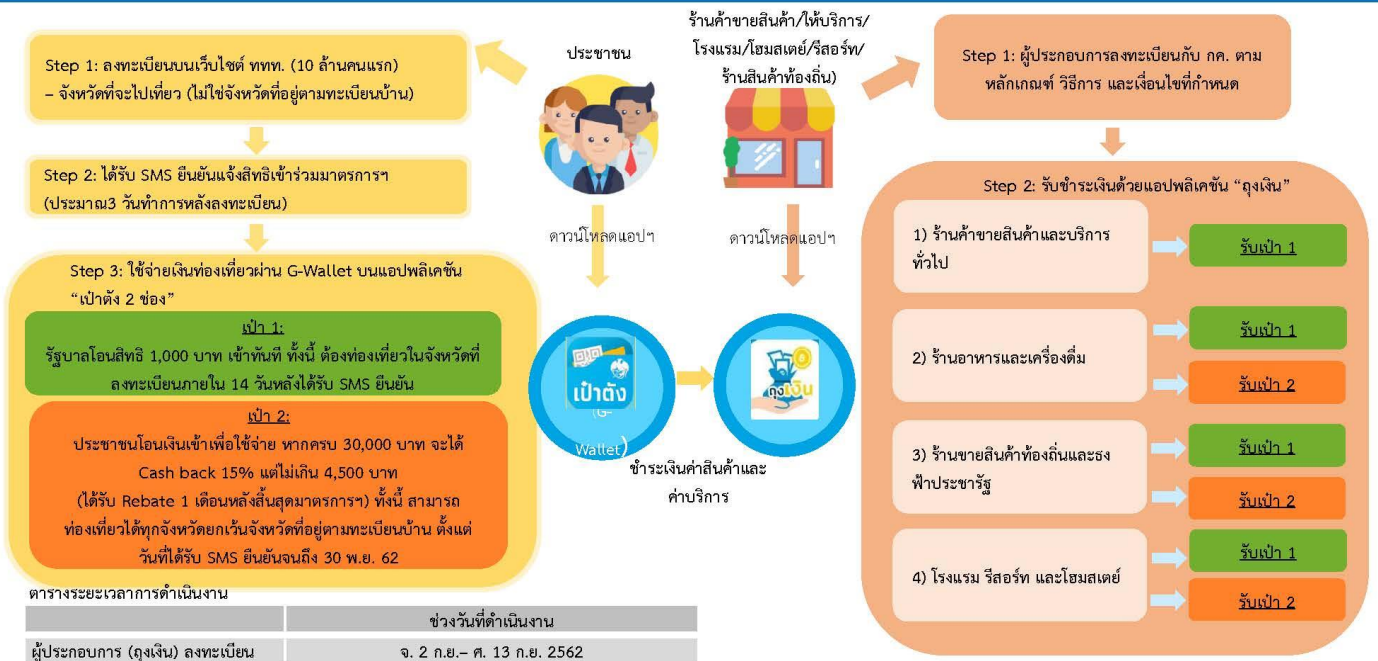 Step 1: ลงทะเบียนบนเว็บไซต์ ททท. (10 ล้านคนแรก)
– จังหวัดที่จะไปเที่ยว (ไม่ใช่จังหวัดที่อยู่ตามทะเบียนบ้าน)
Step 2: ได้รับ SMS ยืนยันแจ้งสิทธิเข้าร่วมมาตรการฯ
(ประมาณ3 วันทำการหลังลงทะเบียน)
Step 3: ใช้จ่ายเงินท่องเที่ยวผ่าน G-Wallet บนแอปพลิเคชัน
“เป๋าตัง 2 ช่อง”
เป๋า 1:
รัฐบาลโอนสิทธิ 1,000 บาท เข้าทันที ทั้งนี้ ต้องท่องเที่ยวในจังหวัดที่
ลงทะเบียนภายใน 14 วันหลังได้รับ SMS ยืนยัน
เป๋า 2:
ประชาชนโอนเงินเข้าเพื่อใช้จ่าย หากครบ 30,000 บาท จะได้
Cash back 15% แต่ไม่เกิน 4,500 บาท
(ได้รับ Rebate 1 เดือนหลังสิ้นสุดมาตรการฯ) ทั้งนี้ สามารถ
ท่องเที่ยวได้ทุกจังหวัดยกเว้นจังหวัดที่อยู่ตามทะเบียนบ้าน ตั้งแต่
วันที่ได้รับ SMS ยืนยันจนถึง 30 พ.ย. 62
ประชาชน
ดาวน์โหลดแอปฯ
เป๋าตัง
(G-
Wallet)
ร้านค้าขายสินค้า/ให้บริการ/
โรงแรม/โฮมสเตย์/รีสอร์ท/
ร้านสินค้าท้องถิ่น)
ดาวน์โหลดแอปฯ
ถุงเงิน
ชำระเงินค่าสินค้าและ
ค่าบริการ
Step 1: ผู้ประกอบการลงทะเบียนกับ กค. ตาม
หลักเกณฑ์ วิธีการ และเงื่อนไขที่กำหนด
Step 2: รับชำระเงินด้วยแอปพลิเคชัน “ถุงเงิน”
1) ร้านค้าขายสินค้าและบริการ
ทั่วไป
รับเป๋า 1
2) ร้านอาหารและเครื่องดื่ม
รับเป๋า 1
รับเป๋า 2
3) ร้านขายสินค้าท้องถิ่นและธง
ฟ้าประชารัฐ
รับเป๋า 1
รับเป๋า 2
4) โรงแรม รีสอร์ท และโฮมสเตย์
รับเป๋า 1
รับเป๋า 2
ตารางระยะเวลาการดำเนินงาน
ช่วงวันที่ดำเนินงาน
ผู้ประกอบการ (ถุงเงิน) ลงทะเบียน
จ. 2 ก.ย.– ศ. 13 ก.ย. 2562